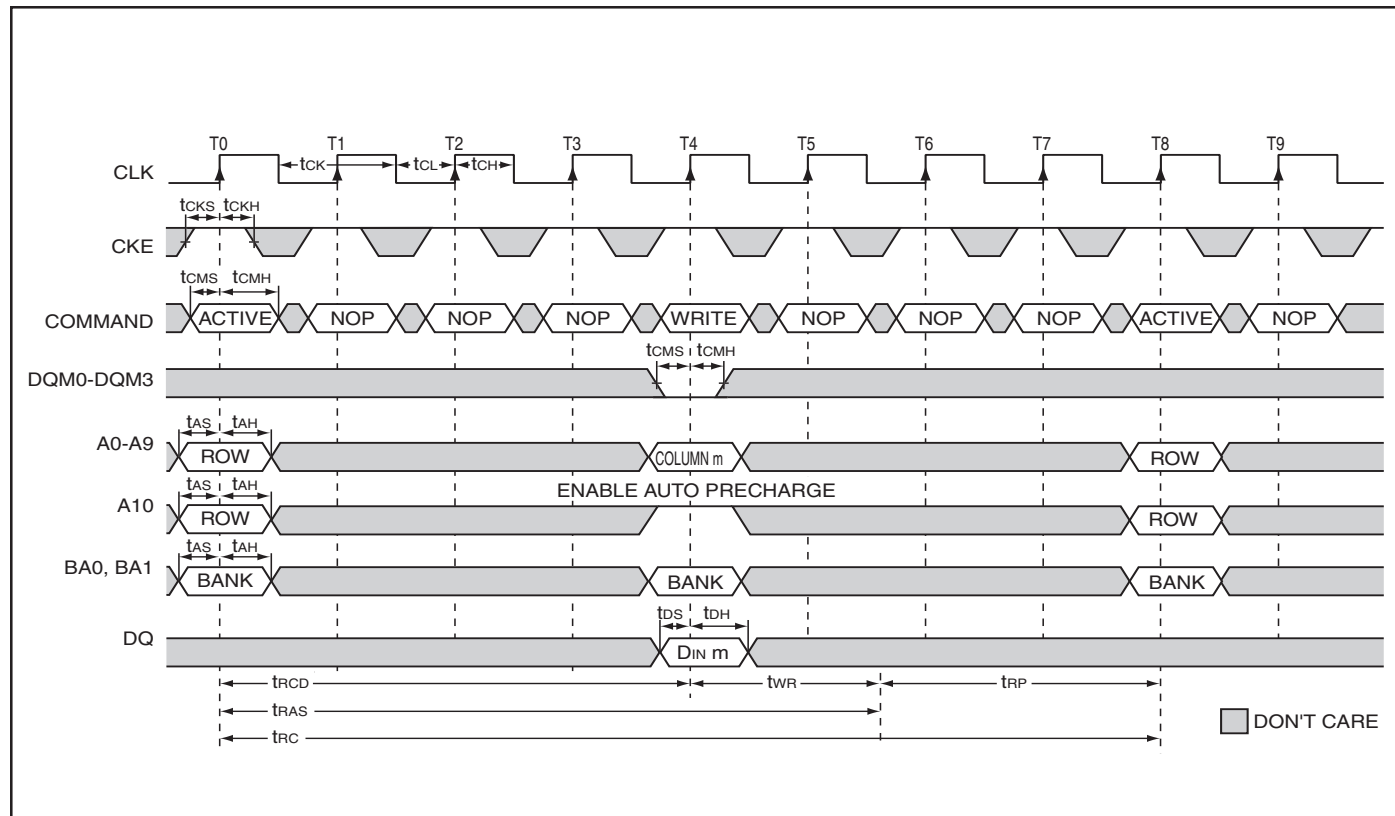 T0 T1 T2 T3 T4 T5 T6 T7 T8 T9
CLK tCK tCL tCH
tCKS tCKH
CKE
tCMS tCMH
COMMAND ACTIVE NOP NOP NOP WRITE NOP NOP NOP ACTIVE NOP
tCMS tCMH
DQM0-DQM3
tAS tAH
A0-A9 ROW COLUMN m ROW
tAS tAH ENABLE AUTO PRECHARGE
A10 ROW ROW
tAS tAH
BA0, BA1 BANK BANK BANK
tDS tDH
DQ DIN m
tRCD tWR tRP
tRAS
DON'T CARE
tRC